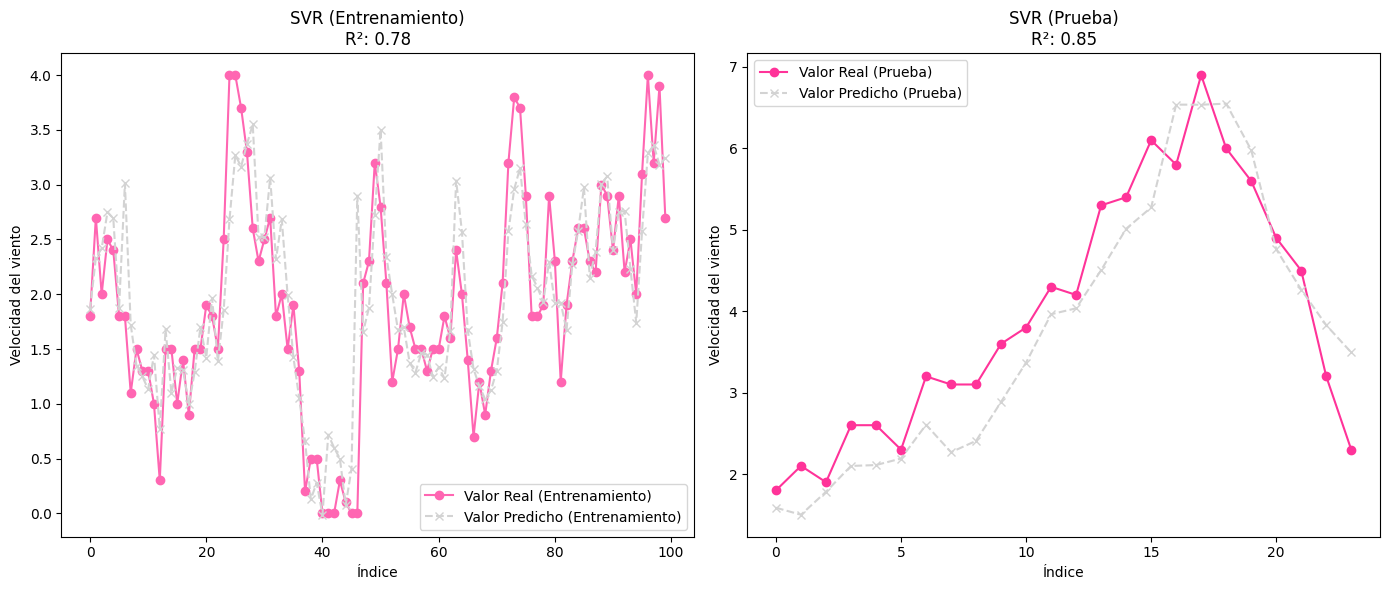 SVR (Entrenamiento)
R²: 0.78
Velocidad del viento
4.0
3.5
3.0
2.5
2.0
1.5
1.0
0.5
0.0
Valor Real (Entrenamiento)
Valor Predicho (Entrenamiento)
0 20 40 60 80 100
Índice
SVR (Prueba)
R²: 0.85
Velocidad del viento
7
6
5
4
3
2
Valor Real (Prueba)
Valor Predicho (Prueba)
0 5 10 15 20
Índice